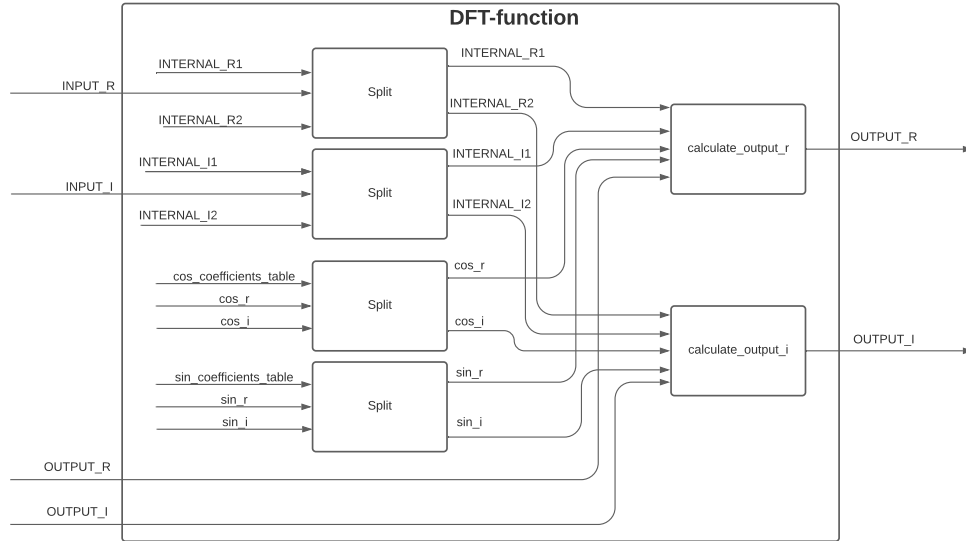 DFT-function
INTERNAL_R1
INTERNAL_R1
INPUT_R
Split
INTERNAL_R2
INTERNAL_R2
calculate_output_r
OUTPUT_R
INTERNAL_I1
INTERNAL_I1
INPUT_I
Split
INTERNAL_I2
INTERNAL_I2
cos_coefficients_table
cos_r
cos_r
Split
cos_i
cos_i
calculate_output_i
OUTPUT_I
sin_coefficients_table
sin_r
sin_r
Split
sin_i
sin_i
OUTPUT_R
OUTPUT_I